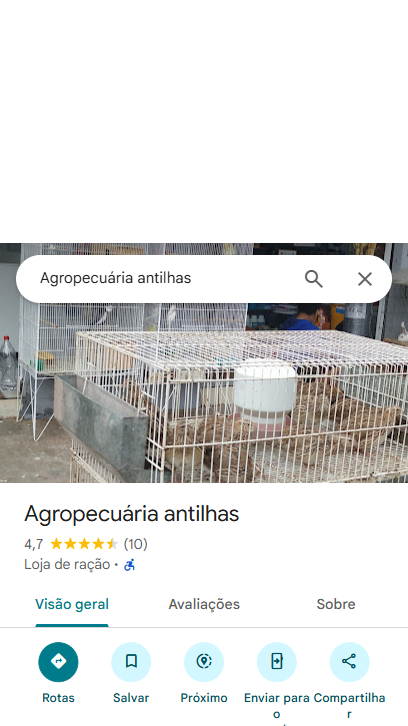 Agropecuária antilhas
Agropecuária antilhas
4,7 (10)
Loja de ração ·
Visão geral Avaliações Sobre
Rotas Salvar Próximo Enviar para Compartilha
o r